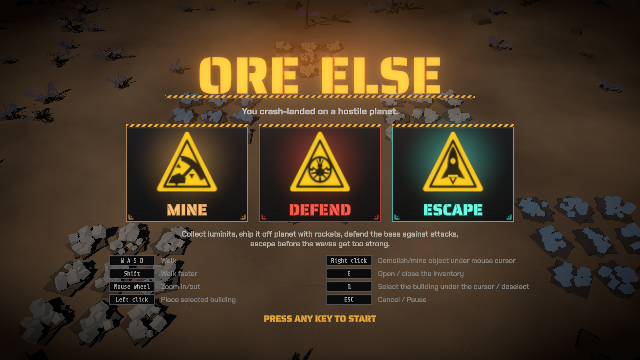 ORE ELSE
You crash-landed on a hostile planet.
MINE
DEFEND
ESCAPE
Collect luminite, ship it off planet with rockets, defend the base against attacks,
escape before the waves get too strong.
W A S D Walk
Shift Walk faster
Mouse wheel Zoom in/out
Left click Place selected building
Right click Demolish/mine object under mouse cursor
E Open / close the inventory
Select the building under the cursor / deselect
ESC Cancel / Pause
PRESS ANY KEY TO START